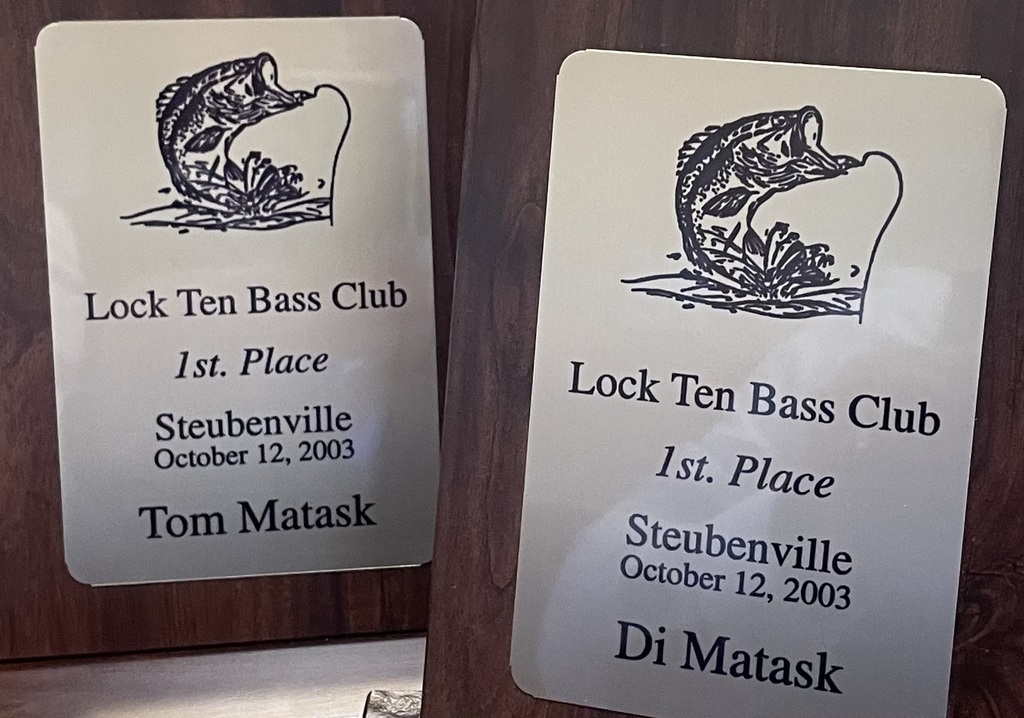 Lock Ten Bass Club
1st. Place
Steubenville
October 12, 2003
Tom Matask
Lock Ten Bass Club
1st. Place
Steubenville
October 12, 2003
Di Matask